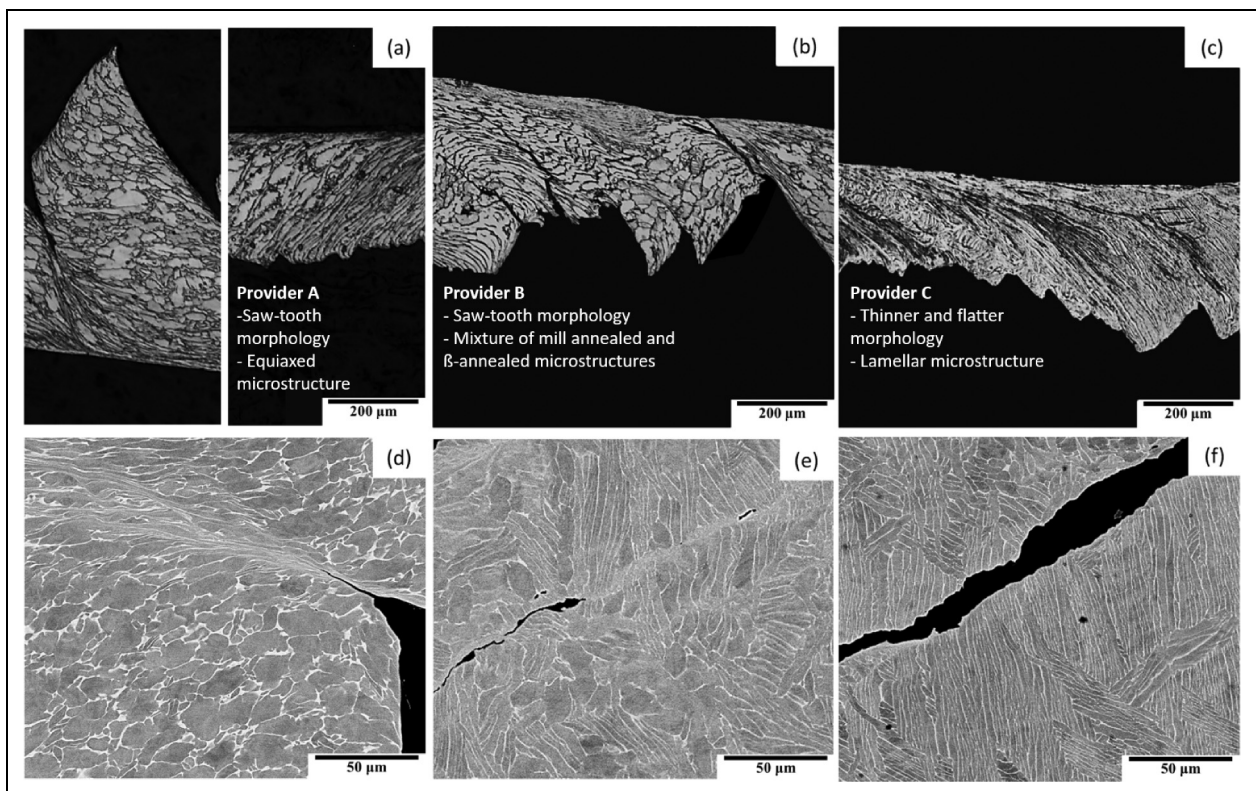 (a)
Provider A
-Saw-tooth
morphology
- Equiaxed
microstructure
200 µm
(b)
Provider B
- Saw-tooth morphology
- Mixture of mill annealed and
ß-annealed microstructures
200 µm
(c)
Provider C
- Thinner and flatter
morphology
- Lamellar microstructure
200 µm
(d)
50 µm
(e)
50 µm
(f)
50 µm